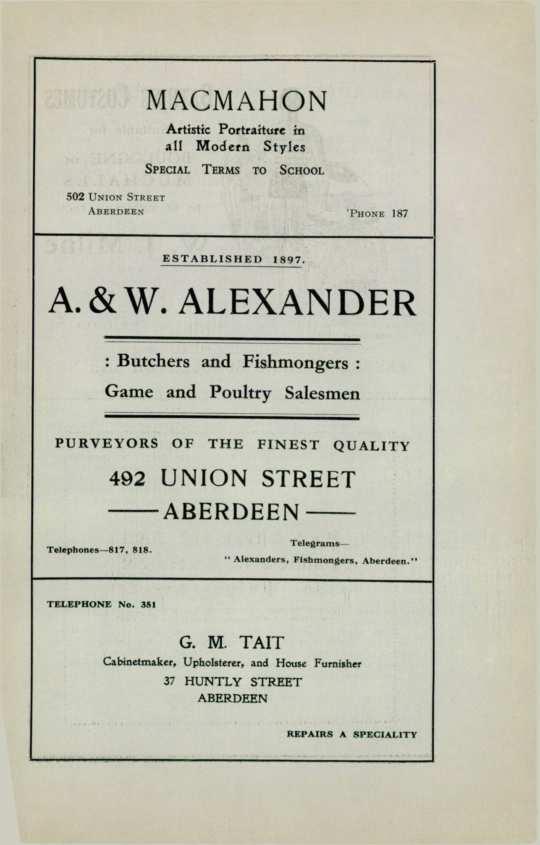 MACMAHON
Artistic Portraiture in
all Modern Styles
SPECIAL TERMS TO SCHOOL
502 UNION STREET
ABERDEEN
'PHONE 187
ESTABLISHED 1897.
A. & W. ALEXANDER
: Butchers and Fishmongers :
Game and Poultry Salesmen
PURVEYORS OF THE FINEST QUALITY
492 UNION STREET
ABERDEEN
Telephones—817, 818.
Telegrams—
"Alexanders, Fishmongers, Aberdeen."
TELEPHONE No. 381
G. M. TAIT
Cabinetmaker, Upholsterer, and House Furnisher
37 HUNTLY STREET
ABERDEEN
REPAIRS A SPECIALITY